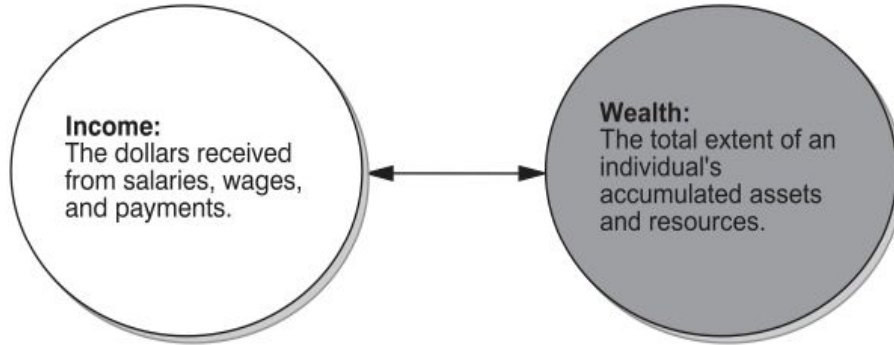 Income:
The dollars received
from salaries, wages,
and payments.
Wealth:
The total extent of an
individual's
accumulated assets
and resources.